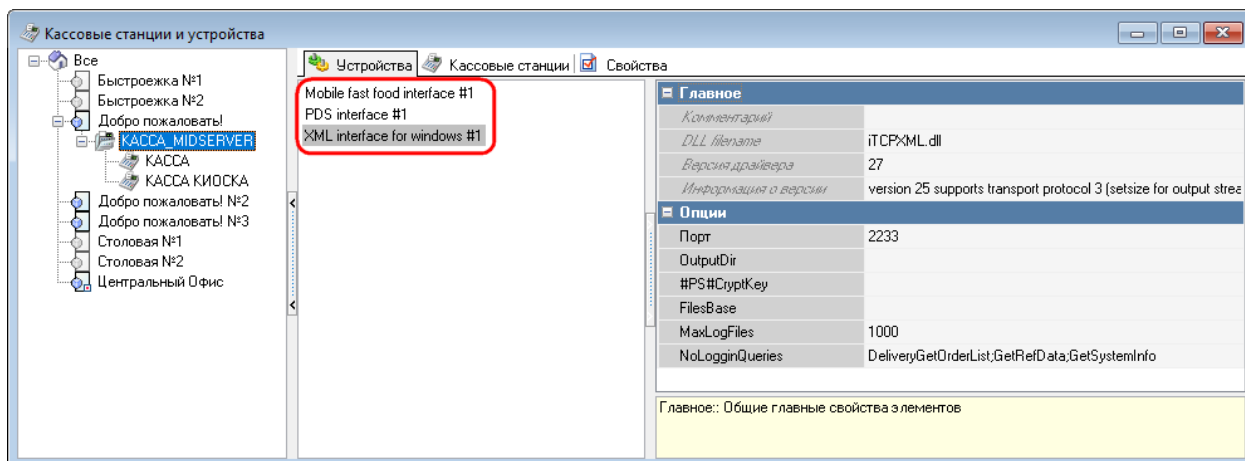 Кассовые станции и устройства
Все
Быстроежка №1
Быстроежка №2
Добро пожаловать!
КАССА_MIDSERVER
КАССА
КАССА КИОСКА
Добро пожаловать! №2
Добро пожаловать! №3
Столовая №1
Столовая №2
Центральный Офис
Устройства Кассовые станции Свойства
Mobile fast food interface #1
PDS interface #1
XML interface for windows #1
Главное
Комментарий
DLL filename iTCPXML.dll
Версия драйвера 27
Информация о версии version 25 supports transport protocol 3 (setsize for output strea
Опции
Порт 2233
OutputDir
#PS#CryptKey
FilesBase
MaxLogFiles 1000
NoLogginQueries DeliveryGetOrderList;GetRefData;GetSystemInfo
Главное:: Общие главные свойства элементов